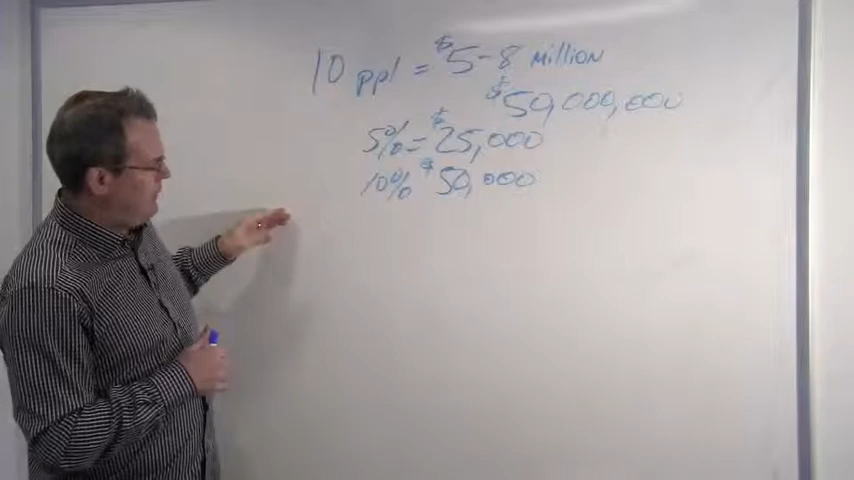 10 ppl = $5-8 Million
$50,000,000
5% = $25,000
10% $50,000